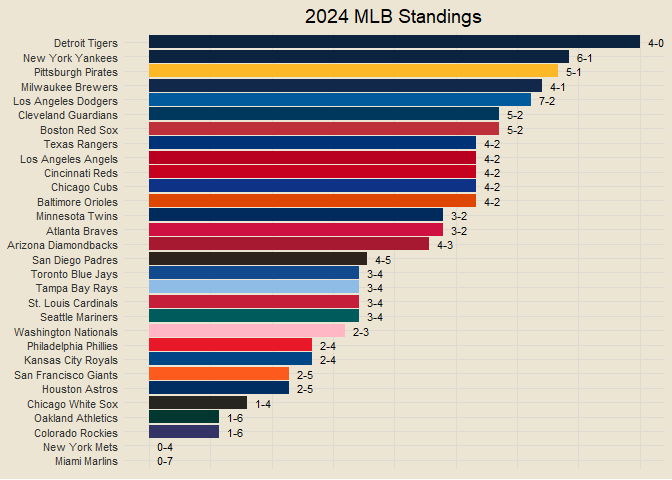 2024 MLB Standings
Detroit Tigers 4-0
New York Yankees 6-1
Pittsburgh Pirates 5-1
Milwaukee Brewers 4-1
Los Angeles Dodgers 7-2
Cleveland Guardians 5-2
Boston Red Sox 5-2
Texas Rangers 4-2
Los Angeles Angels 4-2
Cincinnati Reds 4-2
Chicago Cubs 4-2
Baltimore Orioles 4-2
Minnesota Twins 3-2
Atlanta Braves 3-2
Arizona Diamondbacks 4-3
San Diego Padres 4-5
Toronto Blue Jays 3-4
Tampa Bay Rays 3-4
St. Louis Cardinals 3-4
Seattle Mariners 3-4
Washington Nationals 2-3
Philadelphia Phillies 2-4
Kansas City Royals 2-4
San Francisco Giants 2-5
Houston Astros 2-5
Chicago White Sox 1-4
Oakland Athletics 1-6
Colorado Rockies 1-6
New York Mets 0-4
Miami Marlins 0-7